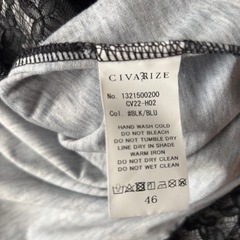 CIVARIZE
No. 1321500200
CV22-H02
Col. #BLK/BLU
HAND WASH COLD
DO NOT BLEACH
DO NOT TUMBLE DRY
LINE DRY IN SHADE
WARM IRON
DO NOT DRY CLEAN
DO NOT WET CLEAN
46